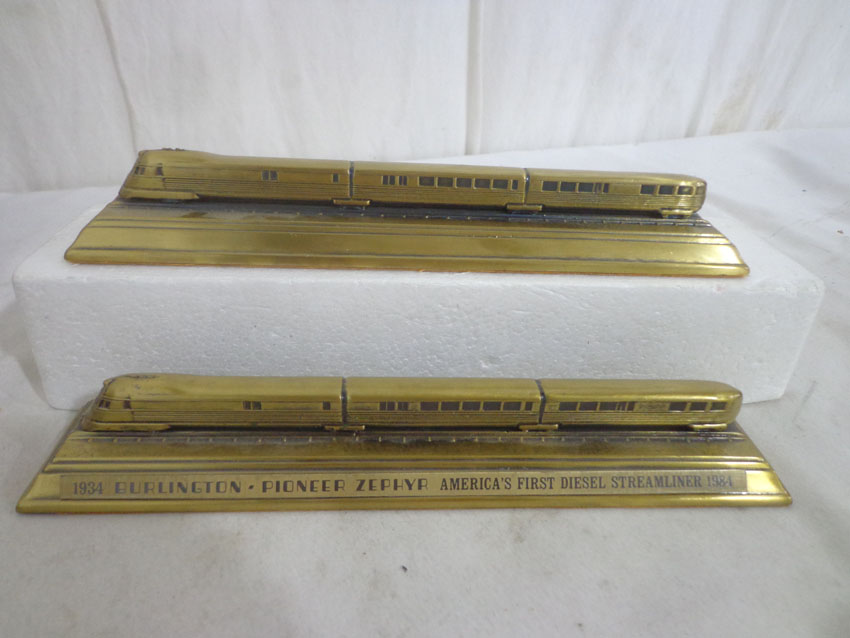 1934 BURLINGTON • PIONEER ZEPHYR AMERICA'S FIRST DIESEL STREAMLINER 1984